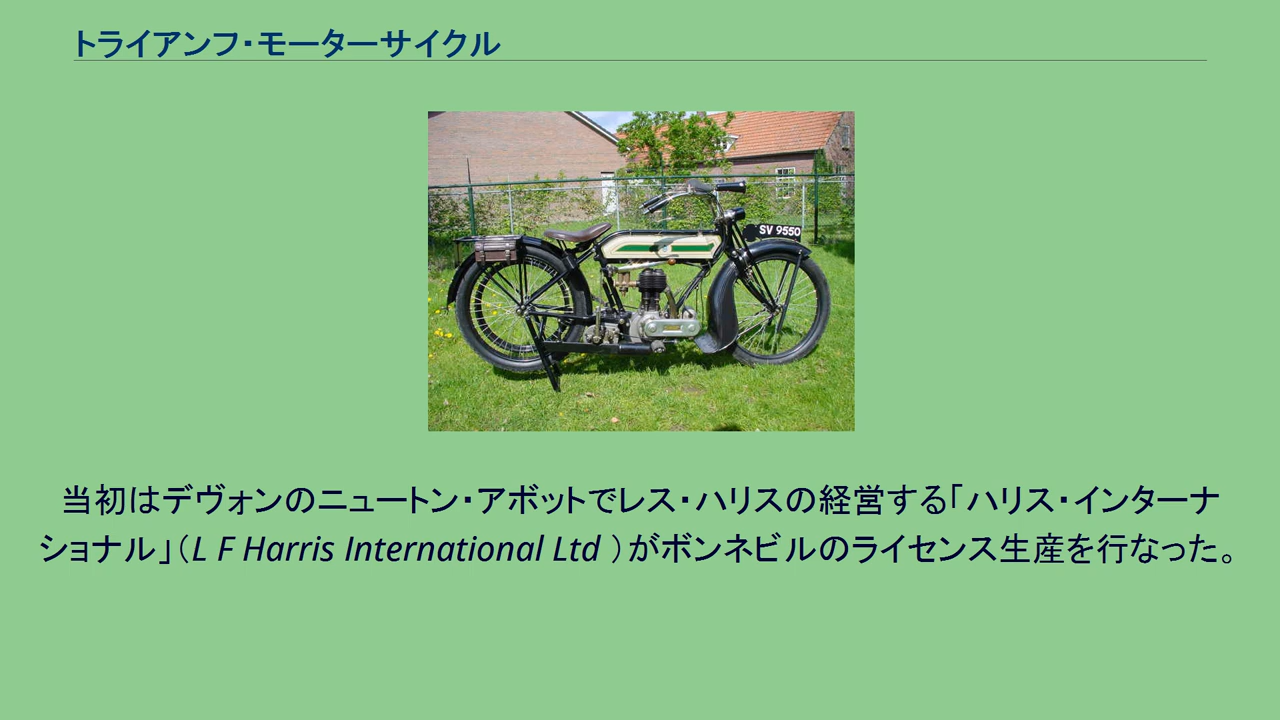 トライアンフ・モーターサイクル
SV 9550
当初はデヴォンのニュートン・アボットでレス・ハリスの経営する「ハリス・インターナ
ショナル」（L F Harris International Ltd ）がボンネビルのライセンス生産を行なった。